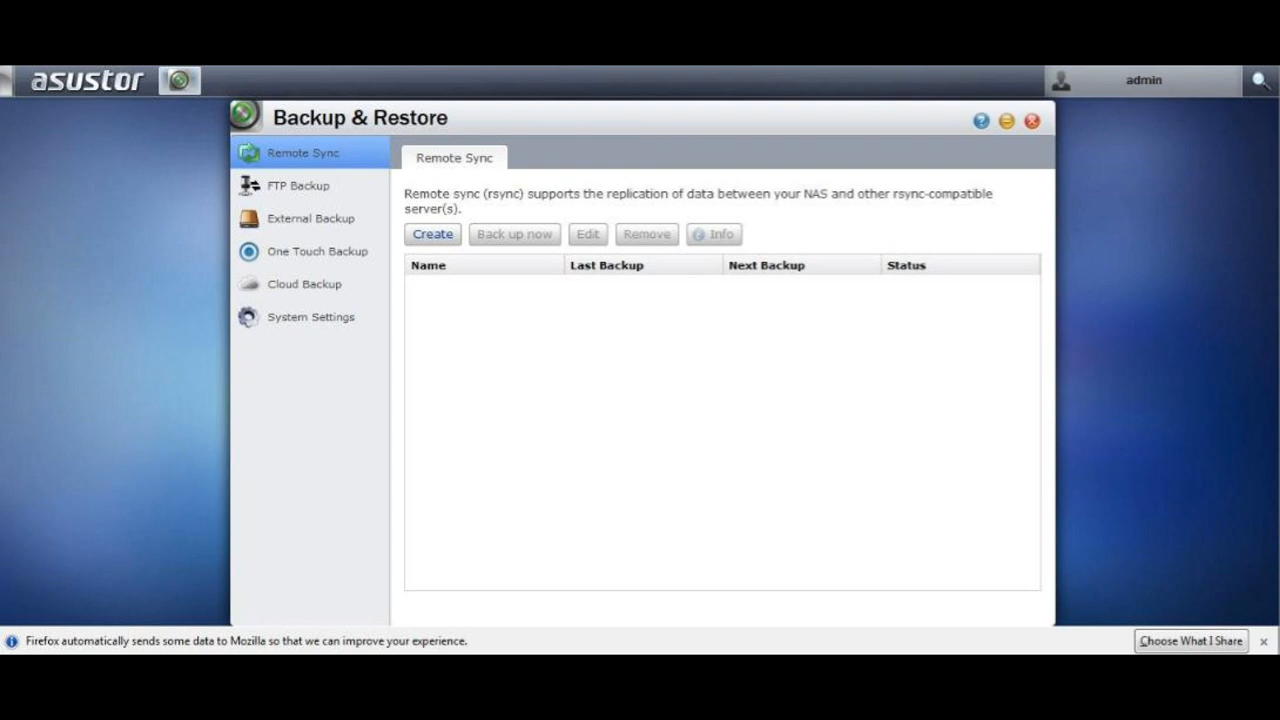 asustor
admin
Backup & Restore
Remote Sync
FTP Backup
External Backup
One Touch Backup
Cloud Backup
System Settings
Remote Sync
Remote sync (rsync) supports the replication of data between your NAS and other rsync-compatible
server(s).
Create Back up now Edit Remove Info
Name Last Backup Next Backup Status
Firefox automatically sends some data to Mozilla so that we can improve your experience.
Choose What I Share